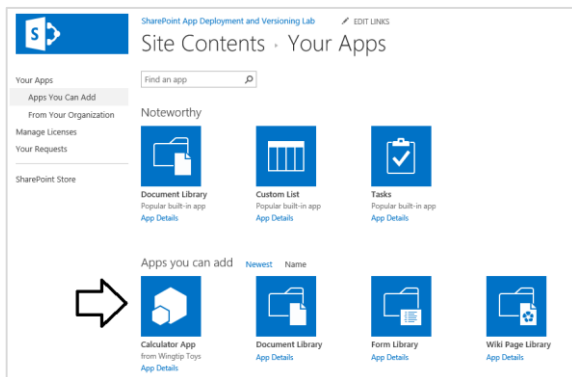 SharePoint App Deployment and Versioning Lab EDIT LINKS
Site Contents › Your Apps
Find an app
Your Apps
Apps You Can Add
From Your Organization
Manage Licenses
Your Requests
SharePoint Store
Noteworthy
Document Library Custom List Tasks
Popular built-in app Popular built-in app Popular built-in app
App Details App Details App Details
Apps you can add Newest Name
Calculator App Document Library Form Library Wiki Page Library
from Wingtip Toys App Details App Details App Details
App Details